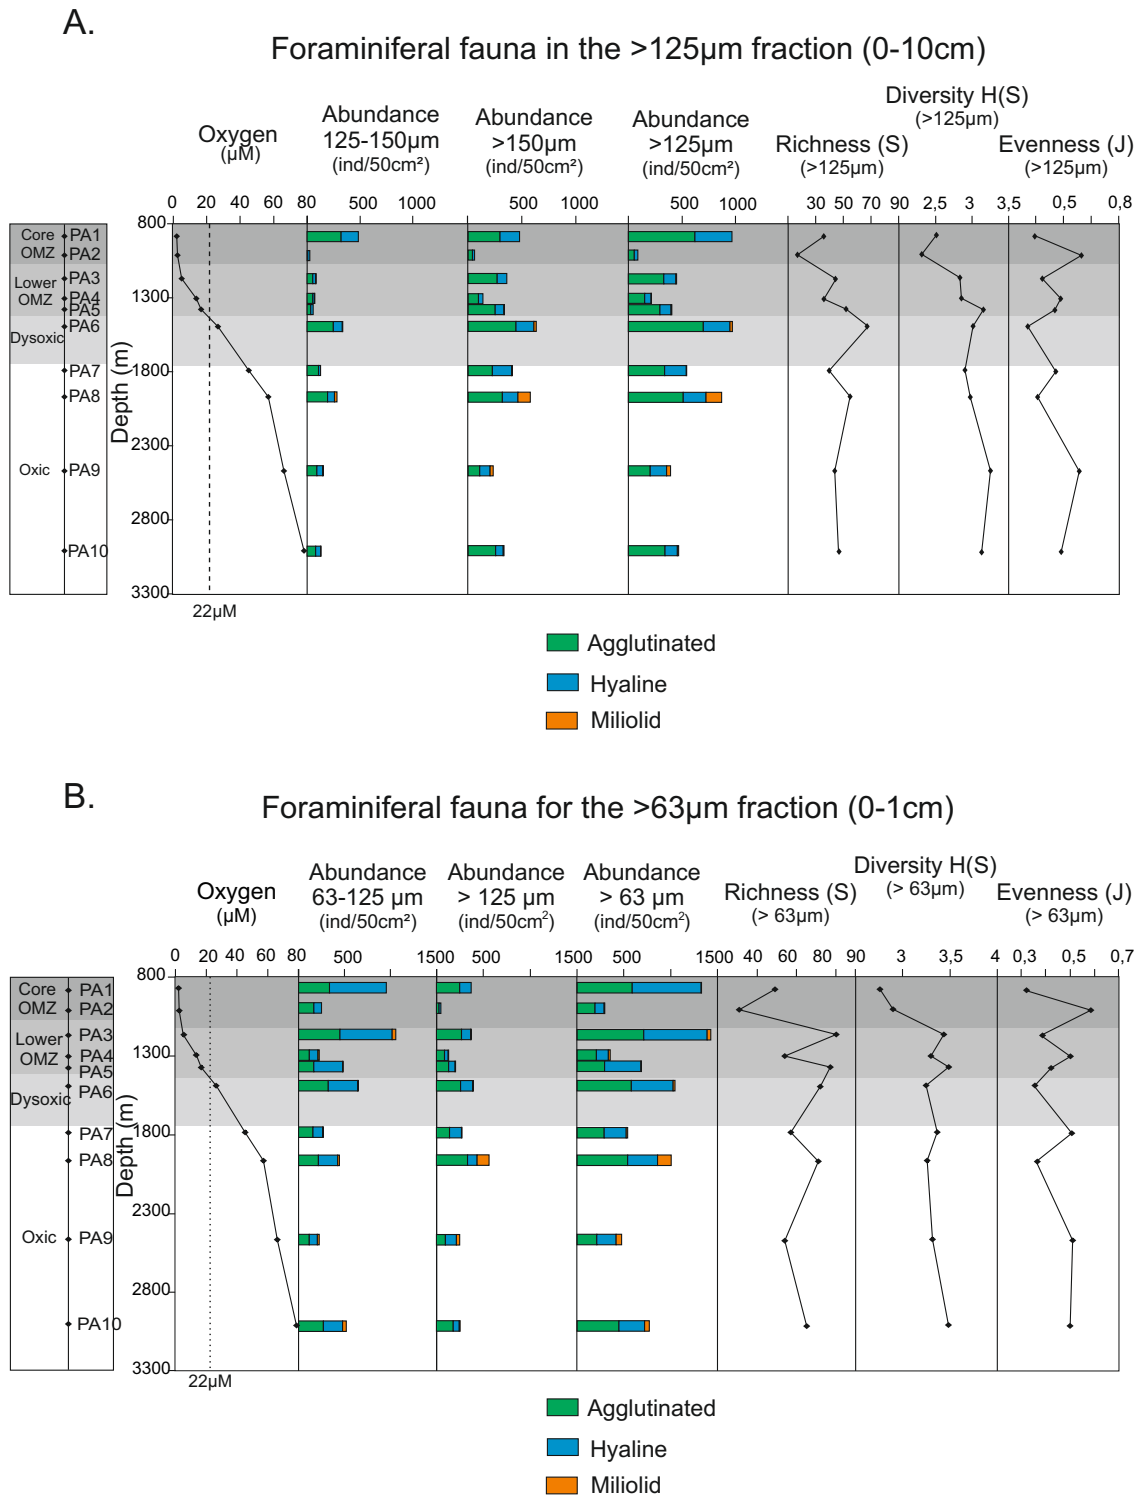 A.
Foraminiferal fauna in the >125µm fraction (0-10cm)
Oxygen
(µM)
Abundance
125-150µm
(ind/50cm²)
Abundance
>150µm
(ind/50cm²)
Abundance
>125µm
(ind/50cm²)
Richness (S)
(>125µm)
Diversity H(S)
(>125µm)
Evenness (J)
(>125µm)
0 20 40 60 80 500 1000 500 1000 500 1000 30 50 70 90 2,5 3 3,5 0,5 0,8
800
1300
1800
2300
2800
3300
Depth (m)
Core
OMZ
Lower
OMZ
Dysoxic
Oxic
PA1
PA2
PA3
PA4
PA5
PA6
PA7
PA8
PA9
PA10
22µM
Agglutinated
Hyaline
Miliolid
B.
Foraminiferal fauna for the >63µm fraction (0-1cm)
Oxygen
(µM)
Abundance
63-125 µm
(ind/50cm²)
Abundance
> 125 µm
(ind/50cm²)
Abundance
> 63 µm
(ind/50cm²)
Richness (S)
(> 63µm)
Diversity H(S)
(> 63µm)
Evenness (J)
(> 63µm)
0 20 40 60 80 500 1500 500 1500 500 1500 40 60 80 90 3 3,5 4 0,3 0,5 0,7
800
1300
1800
2300
2800
3300
Depth (m)
Core
OMZ
Lower
OMZ
Dysoxic
Oxic
PA1
PA2
PA3
PA4
PA5
PA6
PA7
PA8
PA9
PA10
22µM
Agglutinated
Hyaline
Miliolid